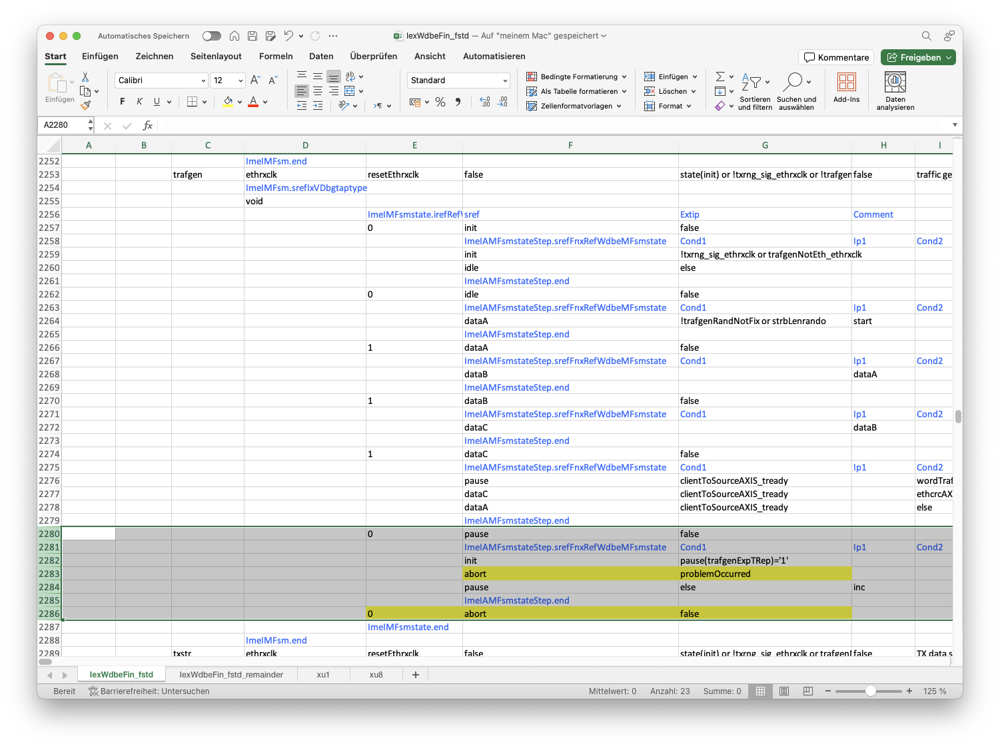 Automatisches Speichern
lexWdbeFin_fstd — Auf "meinem Mac" gespeichert
Start Einfügen Zeichnen Seitenlayout Formeln Daten Überprüfen Ansicht Automatisieren
Kommentare Freigeben
Einfügen
Calibri 12
F K U
Standard
Bedingte Formatierung
Als Tabelle formatieren
Zellenformatvorlagen
Einfügen
Löschen
Format
Sortieren und filtern
Suchen und auswählen
Add-Ins
Daten analysieren
A2280 fx
A B C D E F G H I
2252 ImeIMFsm.end
2253 trafgen ethrxclk resetEthrxclk false state(init) or !txrng_sig_ethrxclk or !trafgen false traffic ge
2254 ImeIMFsm.srefIxVDbgtaptype
2255 void
2256 ImeIMFsmstate.irefRef sref Extip Comment
2257 0 init false
2258 ImeIAMFsmstateStep.srefFnxRefWdbeMFsmstate Cond1 Ip1 Cond2
2259 init !txrng_sig_ethrxclk or trafgenNotEth_ethrxclk
2260 idle else
2261 ImeIAMFsmstateStep.end
2262 0 idle false
2263 ImeIAMFsmstateStep.srefFnxRefWdbeMFsmstate Cond1 Ip1 Cond2
2264 dataA !trafgenRandNotFix or strbLenrando start
2265 ImeIAMFsmstateStep.end
2266 1 dataA false
2267 ImeIAMFsmstateStep.srefFnxRefWdbeMFsmstate Cond1 Ip1 Cond2
2268 dataB dataA
2269 ImeIAMFsmstateStep.end
2270 1 dataB false
2271 ImeIAMFsmstateStep.srefFnxRefWdbeMFsmstate Cond1 Ip1 Cond2
2272 dataC dataB
2273 ImeIAMFsmstateStep.end
2274 1 dataC false
2275 ImeIAMFsmstateStep.srefFnxRefWdbeMFsmstate Cond1 Ip1 Cond2
2276 pause clientToSourceAXIS_tready wordTraf
2277 dataC clientToSourceAXIS_tready ethcrcAX
2278 dataA clientToSourceAXIS_tready else
2279 ImeIAMFsmstateStep.end
2280 0 pause false
2281 ImeIAMFsmstateStep.srefFnxRefWdbeMFsmstate Cond1 Ip1 Cond2
2282 init pause(trafgenExpTRep)='1'
2283 abort problemOccurred
2284 pause else inc
2285 ImeIAMFsmstateStep.end
2286 0 abort false
2287 ImeIMFsmstate.end
2288 ImeIMFsm.end
2289 txstr ethrxclk resetEthrxclk false state(init) or !txrng_sig_ethrxclk or trafgen false TX data s
lexWdbeFin_fstd lexWdbeFin_fstd_remainder xu1 xu8 +
Bereit Barrierefreiheit: Untersuchen Mittelwert: 0 Anzahl: 23 Summe: 0 125 %